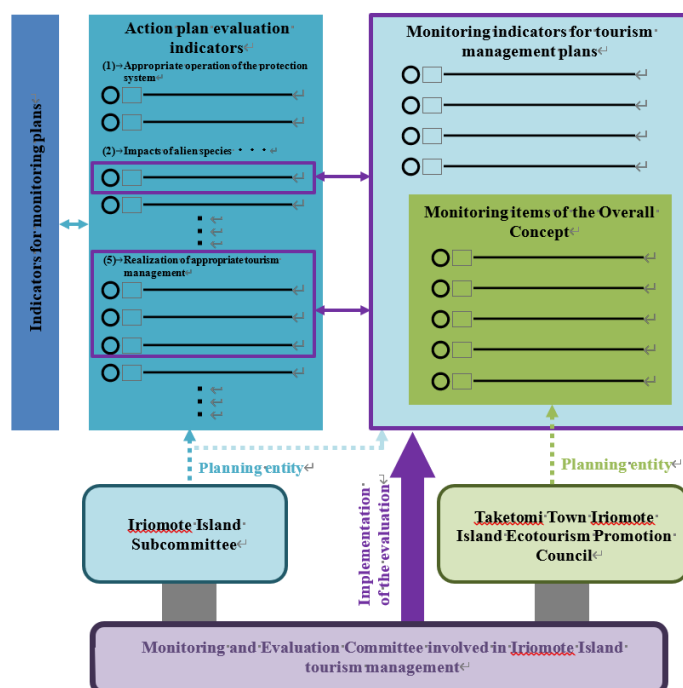 Indicators for monitoring plans
Action plan evaluation
indicators
(1) Appropriate operation of the protection
system
(2) Impacts of alien species ・・・
(5) Realization of appropriate tourism
management
Monitoring indicators for tourism
management plans
Monitoring items of the Overall
Concept
Planning entity
Planning entity
Iriomote Island
Subcommittee
Implementation
of the evaluation
Taketomi Town Iriomote
Island Ecotourism Promotion
Council
Monitoring and Evaluation Committee involved in Iriomote Island
tourism management